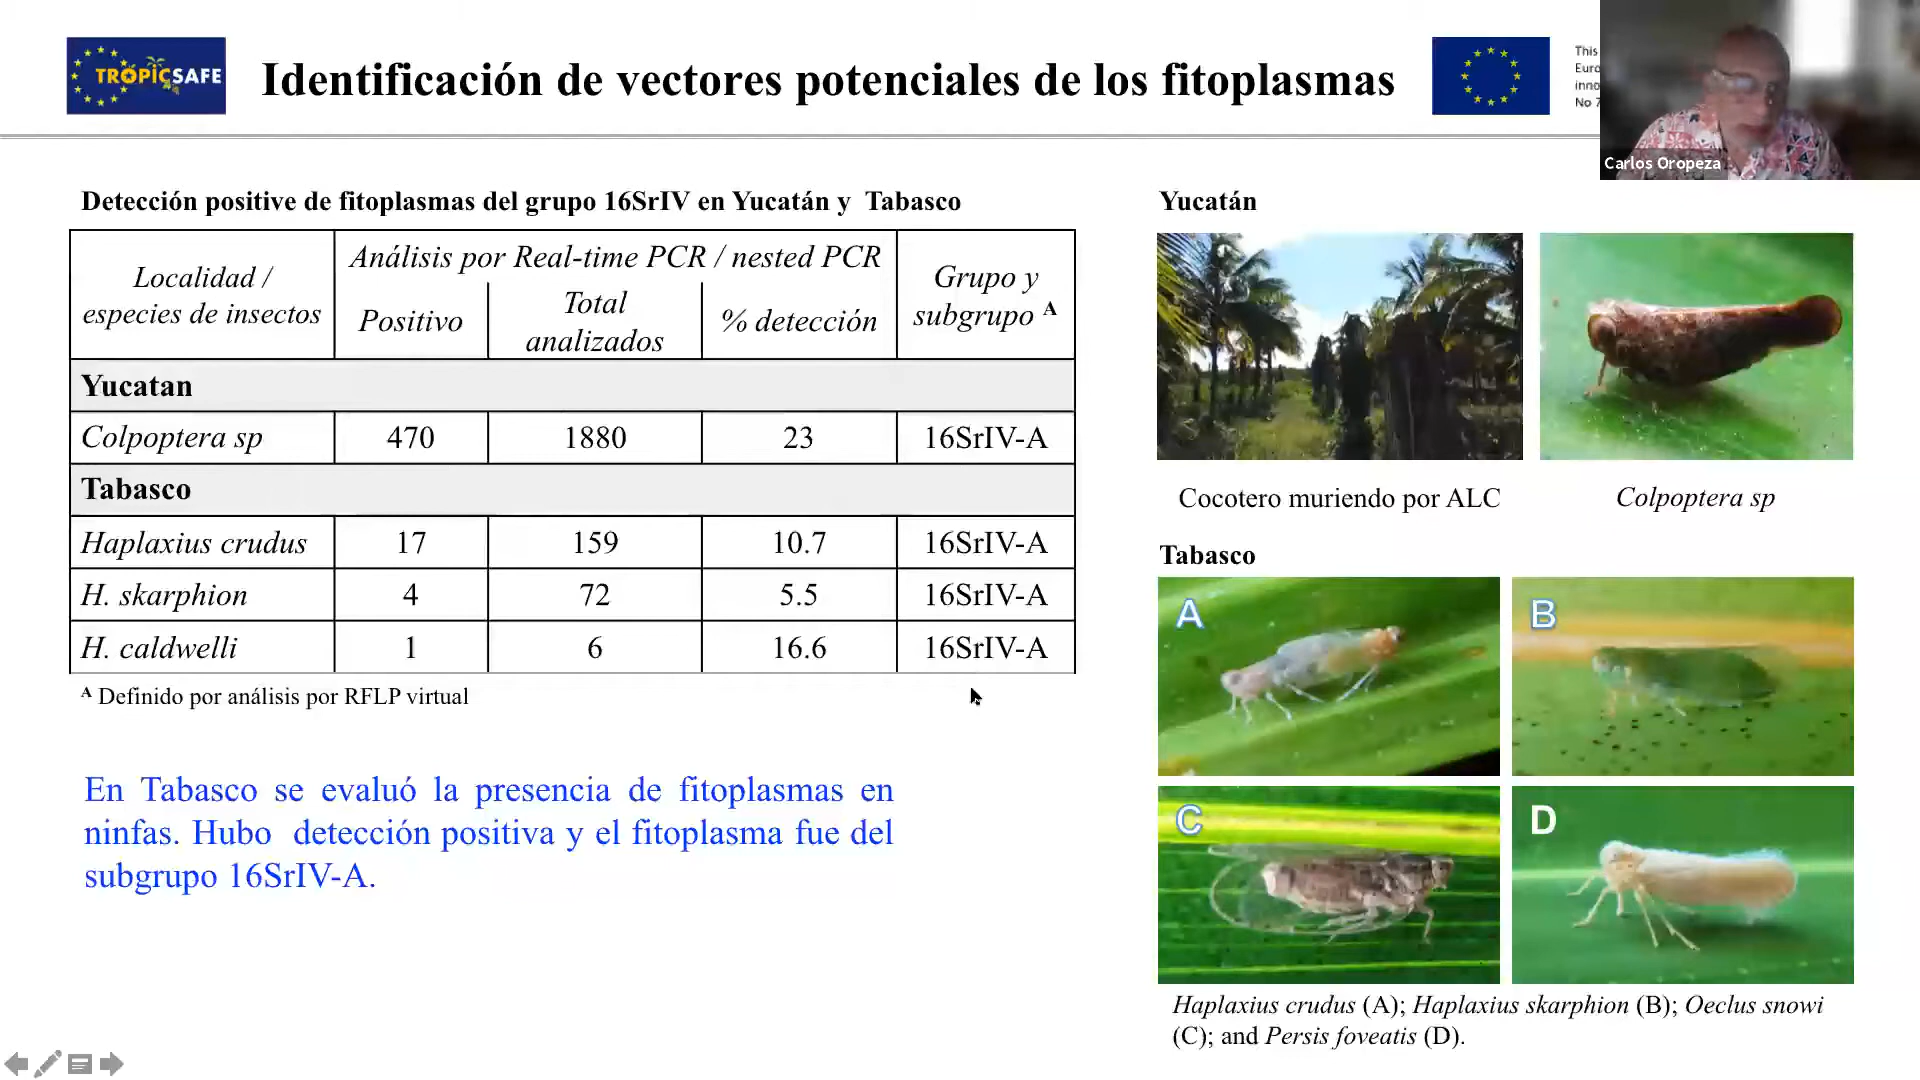 TROPICSAFE
Identificación de vectores potenciales de los fitoplasmas
This
Euro
inno
No 7
Carlos Oropeza
Detección positive de fitoplasmas del grupo 16SrIV en Yucatán y Tabasco
Localidad /
especies de insectos
Análisis por Real-time PCR / nested PCR
Positivo
Total
analizados
% detección
Grupo y
subgrupo A
Yucatan
Colpoptera sp 470 1880 23 16SrIV-A
Tabasco
Haplaxius crudus 17 159 10.7 16SrIV-A
H. skarphion 4 72 5.5 16SrIV-A
H. caldwelli 1 6 16.6 16SrIV-A
A Definido por análisis por RFLP virtual
En Tabasco se evaluó la presencia de fitoplasmas en
ninfas. Hubo detección positiva y el fitoplasma fue del
subgrupo 16SrIV-A.
Yucatán
Cocotero muriendo por ALC
Colpoptera sp
Tabasco
A
B
C
D
Haplaxius crudus (A); Haplaxius skarphion (B); Oeclus snowi
(C); and Persis foveatis (D).